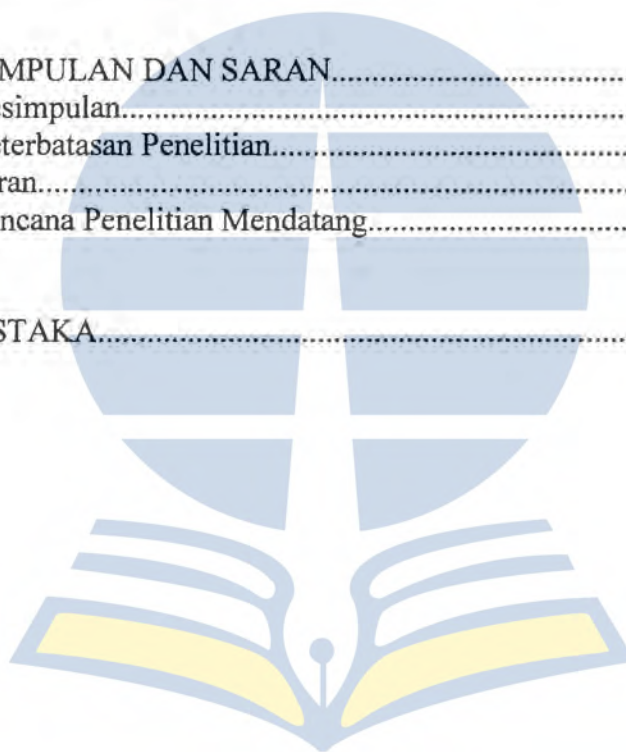 MPULAN DAN SARAN..............................
esimpulan..............................................................
eterbatasan Penelitian..........................................
ran..........................................................................
ncana Penelitian Mendatang................................
STAKA..................................................................